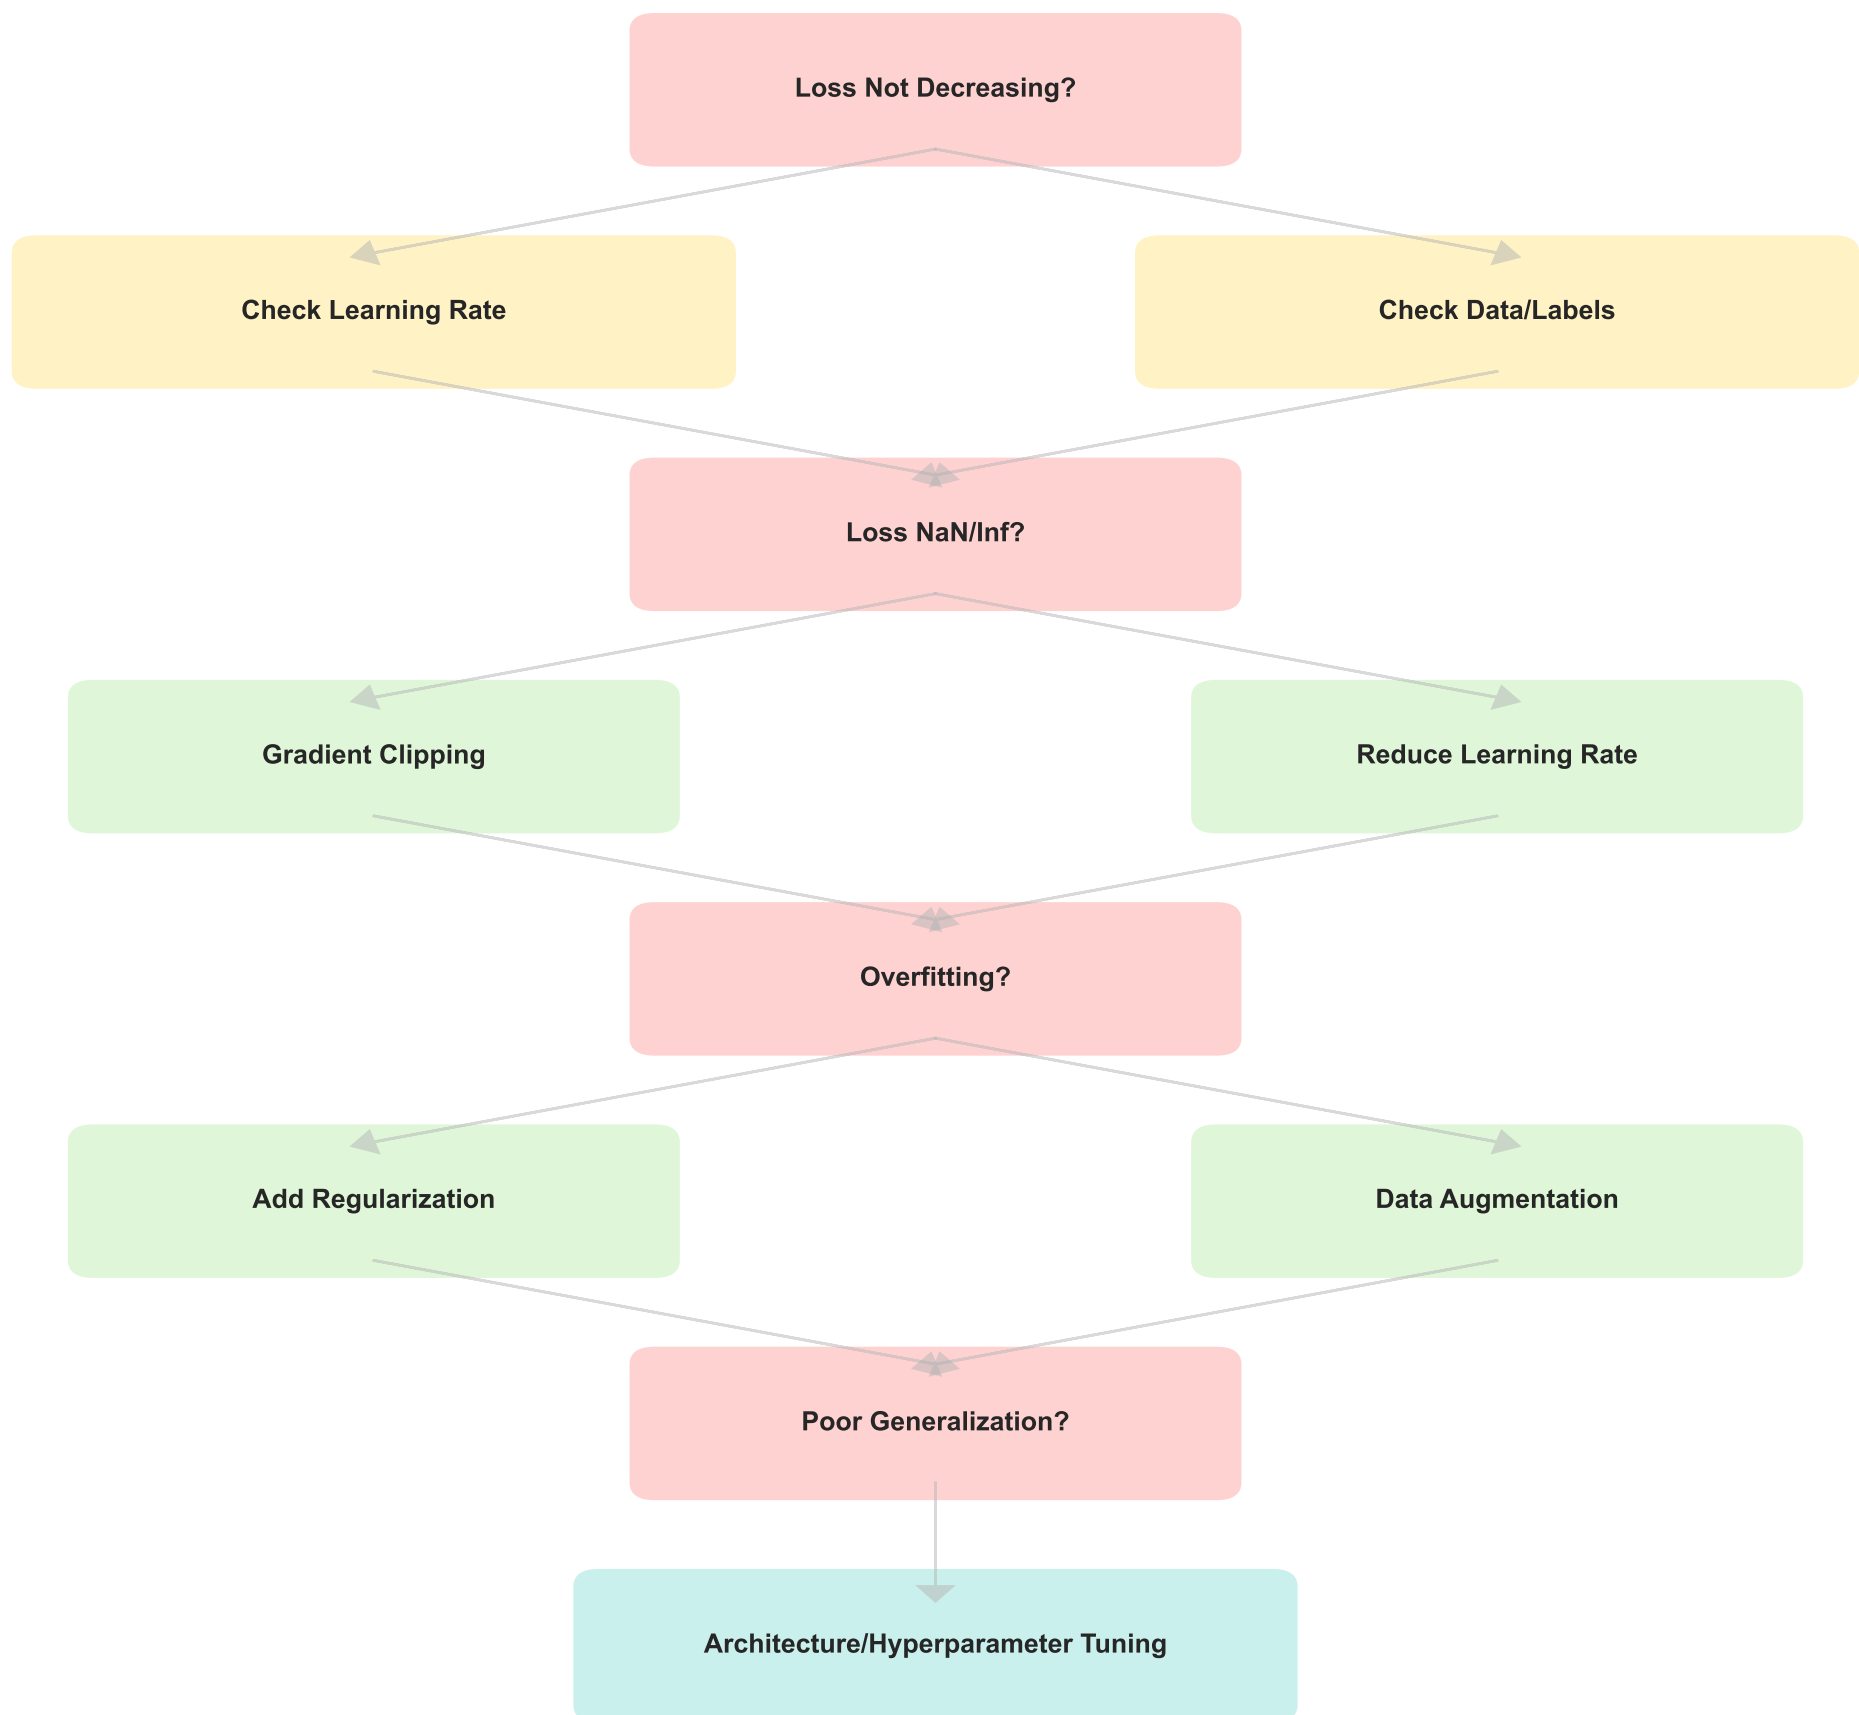 Loss Not Decreasing?
Check Learning Rate
Check Data/Labels
Loss NaN/Inf?
Gradient Clipping
Reduce Learning Rate
Overfitting?
Add Regularization
Data Augmentation
Poor Generalization?
Architecture/Hyperparameter Tuning